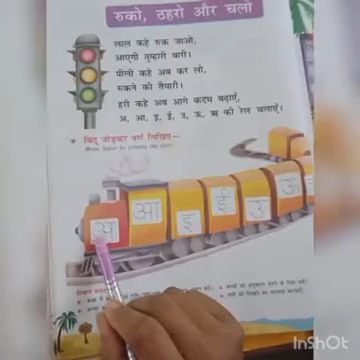 रुको, ठहरो और चलो
लाल कहे रुक जाओ,
आएगी तुम्हारी बारी।
पीली कहे अब कर लो,
रुकने की तैयारी।
हरी कहे अब आगे कदम बढ़ाएँ,
अ, आ, इ, ई, उ, ऊ, ऋ की रेल चलाएँ।
बिंदु जोड़कर वर्ण लिखिए—
Write letter by joining the dots
अ आ इ ई उ ऊ
InShOt